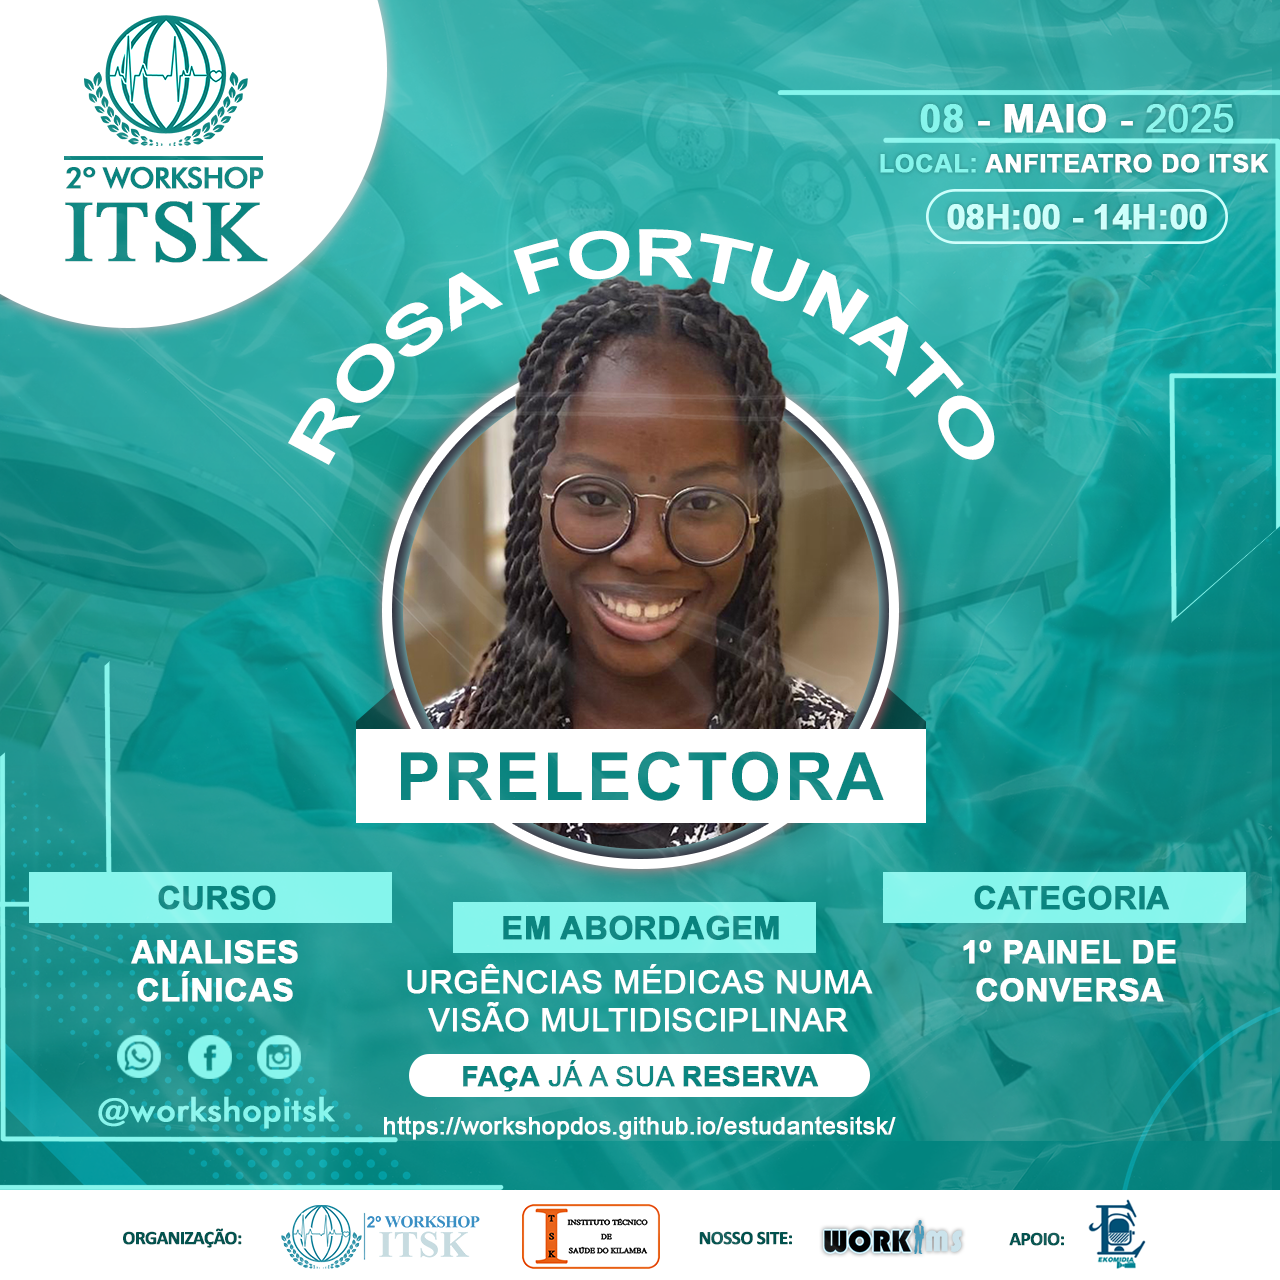 2º WORKSHOP
ITSK
08 - MAIO - 2025
LOCAL: ANFITEATRO DO ITSK
08H:00 - 14H:00
ROSA FORTUNATO
PRELECTORA
CURSO
ANALISES
CLÍNICAS
@workshopitsk
EM ABORDAGEM
URGÊNCIAS MÉDICAS NUMA
VISÃO MULTIDISCIPLINAR
FAÇA JÁ A SUA RESERVA
https://workshopdos.github.io/estudantesitsk/
CATEGORIA
1º PAINEL DE
CONVERSA
ORGANIZAÇÃO:
2º WORKSHOP
ITSK
ITSK
INSTITUTO TÉCNICO
DE
SAÚDE DO KILAMBA
NOSSO SITE:
WORKIMS
APOIO:
EKOMIDIA